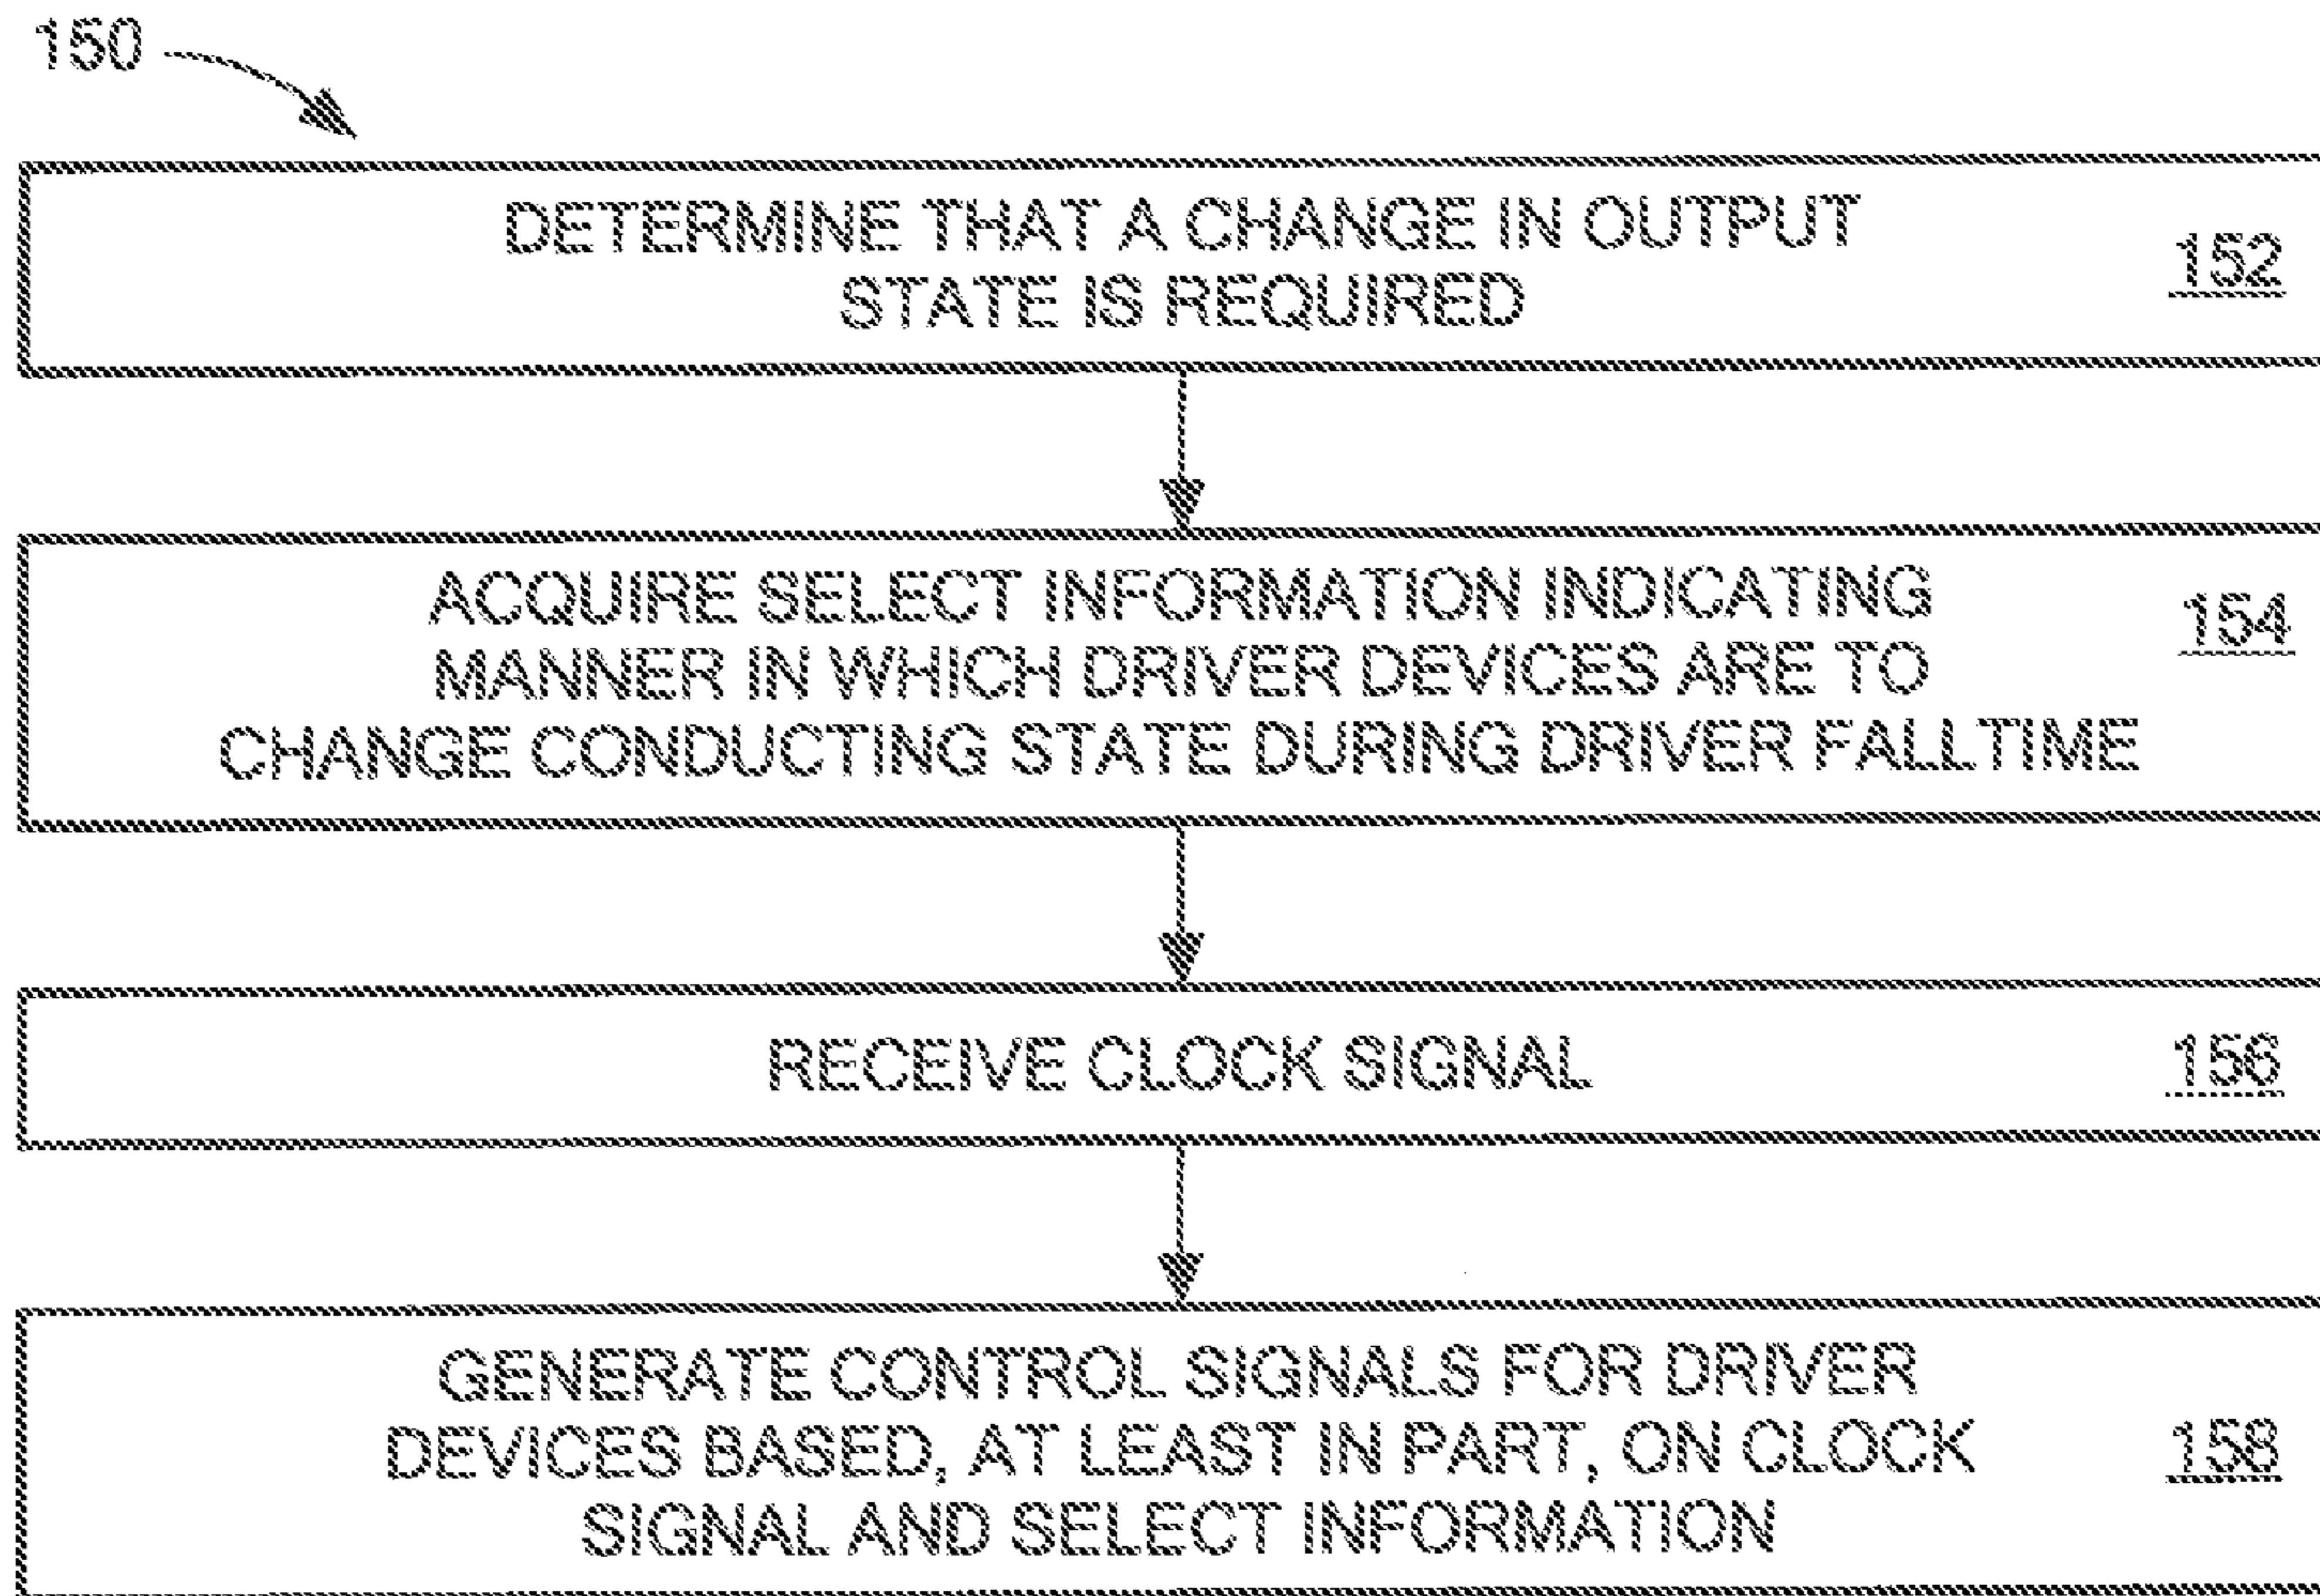 150
DETERMINE THAT A CHANGE IN OUTPUT
STATE IS REQUIRED
152
ACQUIRE SELECT INFORMATION INDICATING
MANNER IN WHICH DRIVER DEVICES ARE TO
CHANGE CONDUCTING STATE DURING DRIVER FALLTIME
154
RECEIVE CLOCK SIGNAL
156
GENERATE CONTROL SIGNALS FOR DRIVER
DEVICES BASED, AT LEAST IN PART, ON CLOCK
SIGNAL AND SELECT INFORMATION
158